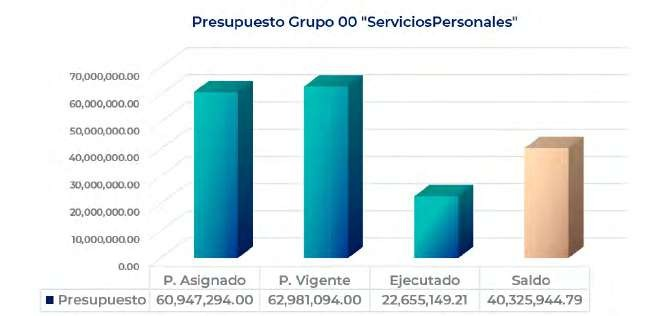 Presupuesto Grupo 00 "ServiciosPersonales"
70,000,000.00
60,000,000.00
50,000,000.00
40,000,000.00
30,000,000.00
20,000,000.00
10,000,000.00
0.00
P. Asignado P. Vigente Ejecutado Saldo
Presupuesto 60,947,294.00 62,981,094.00 22,655,149.21 40,325,944.79